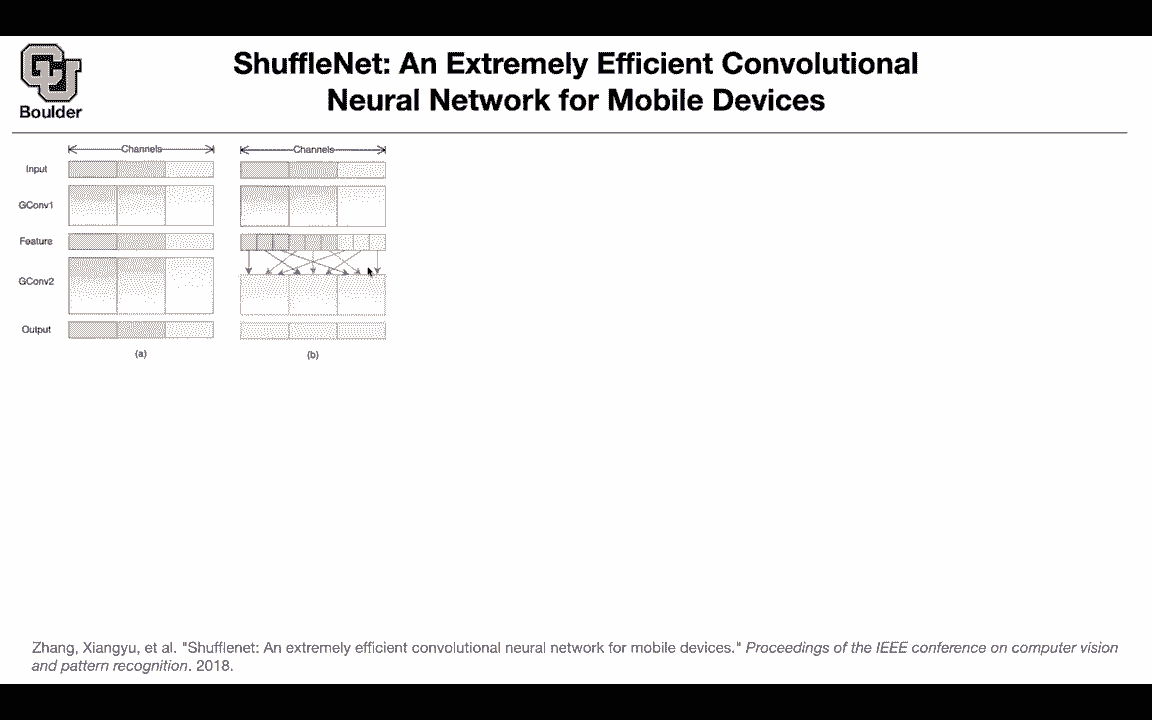 CU
Boulder
ShuffleNet: An Extremely Efficient Convolutional
Neural Network for Mobile Devices
Channels
Channels
Input
GConv1
Feature
GConv2
Output
(a)
(b)
Zhang, Xiangyu, et al. "Shufflenet: An extremely efficient convolutional neural network for mobile devices." Proceedings of the IEEE conference on computer vision
and pattern recognition. 2018.